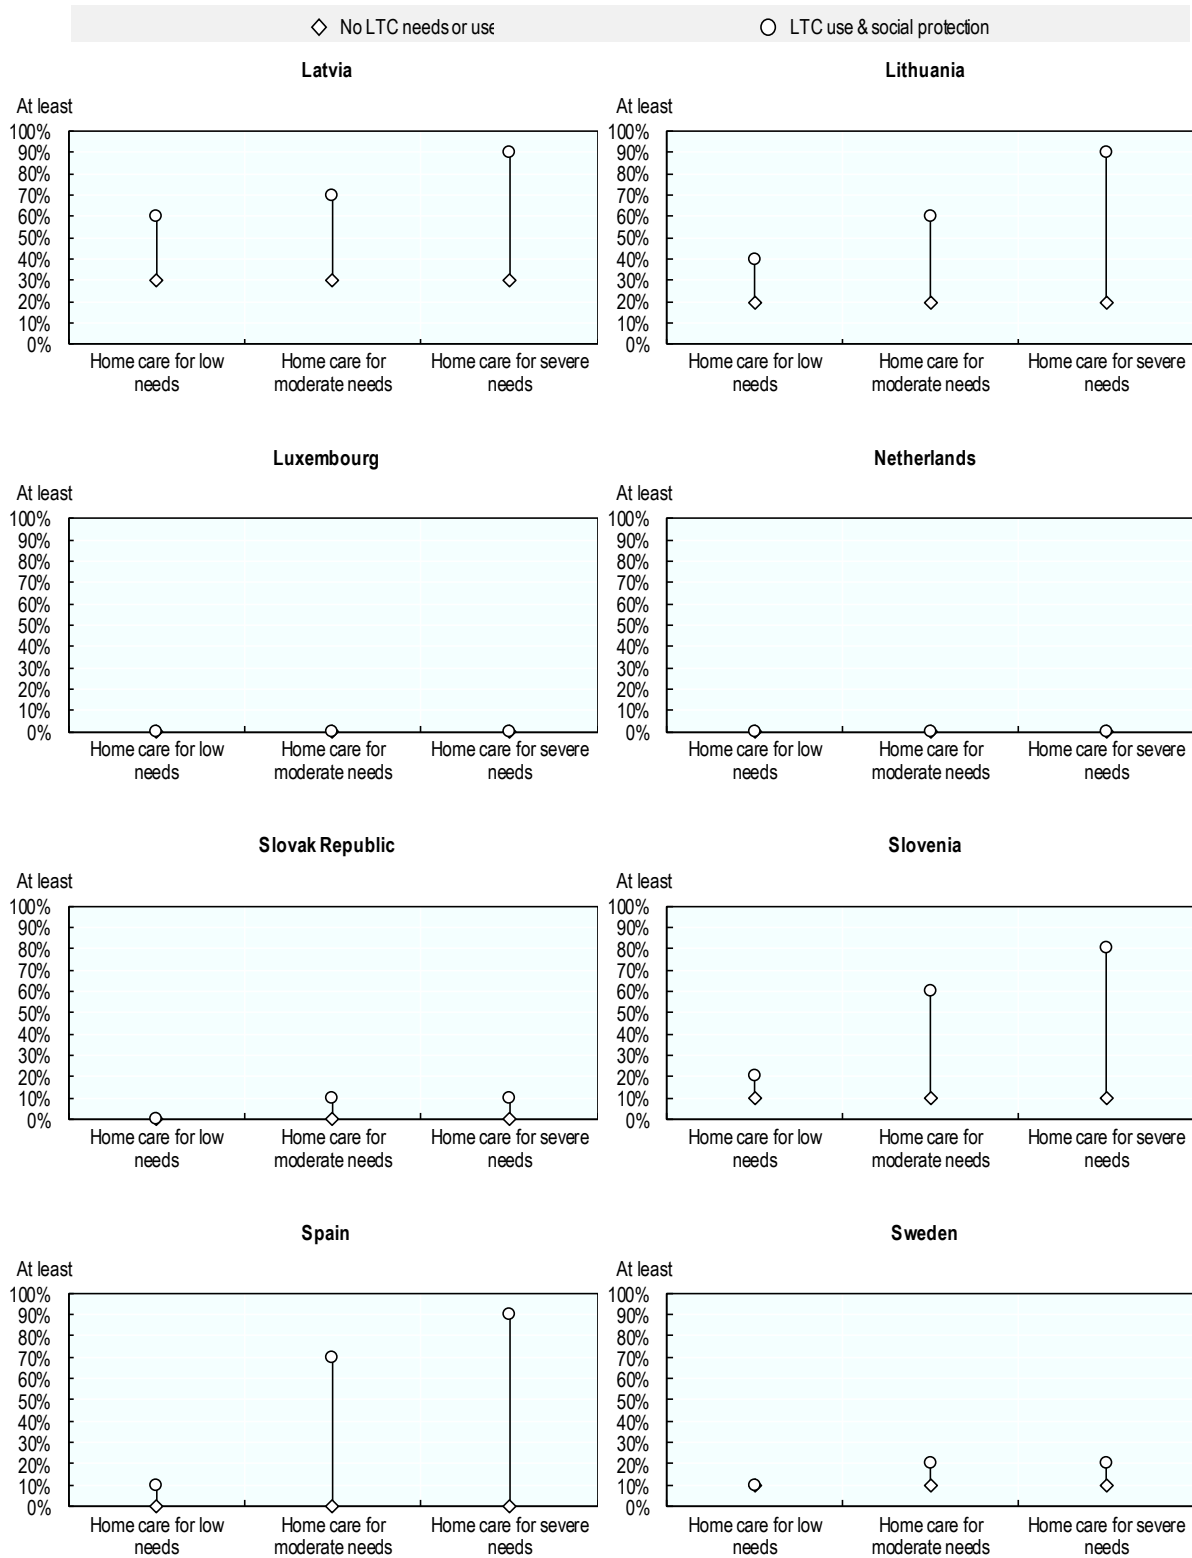 No LTC needs or use
LTC use & social protection
Latvia
At least
100%
90%
80%
70%
60%
50%
40%
30%
20%
10%
0%
Home care for low
needs
Home care for
moderate needs
Home care for severe
needs
Lithuania
At least
100%
90%
80%
70%
60%
50%
40%
30%
20%
10%
0%
Home care for low
needs
Home care for
moderate needs
Home care for severe
needs
Luxembourg
At least
100%
90%
80%
70%
60%
50%
40%
30%
20%
10%
0%
Home care for low
needs
Home care for
moderate needs
Home care for severe
needs
Netherlands
At least
100%
90%
80%
70%
60%
50%
40%
30%
20%
10%
0%
Home care for low
needs
Home care for
moderate needs
Home care for severe
needs
Slovak Republic
At least
100%
90%
80%
70%
60%
50%
40%
30%
20%
10%
0%
Home care for low
needs
Home care for
moderate needs
Home care for severe
needs
Slovenia
At least
100%
90%
80%
70%
60%
50%
40%
30%
20%
10%
0%
Home care for low
needs
Home care for
moderate needs
Home care for severe
needs
Spain
At least
100%
90%
80%
70%
60%
50%
40%
30%
20%
10%
0%
Home care for low
needs
Home care for
moderate needs
Home care for severe
needs
Sweden
At least
100%
90%
80%
70%
60%
50%
40%
30%
20%
10%
0%
Home care for low
needs
Home care for
moderate needs
Home care for severe
needs